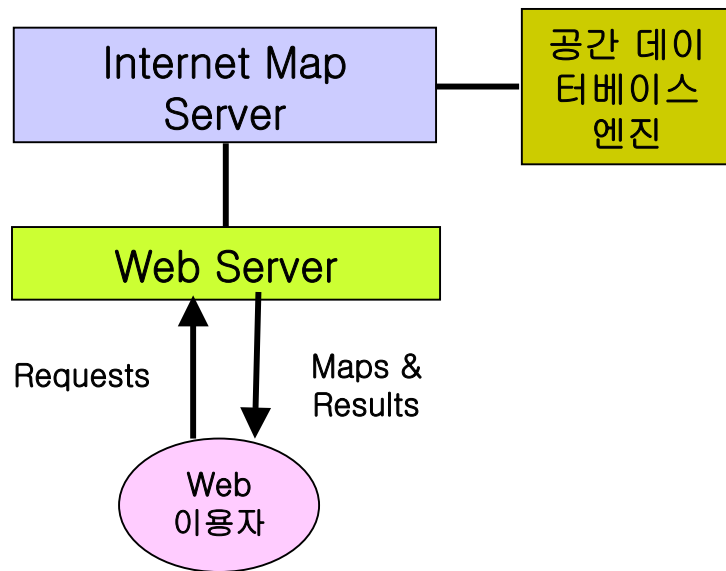 Internet Map
Server
공간 데이
터베이스
엔진
Web Server
Requests
Maps &
Results
Web
이용자